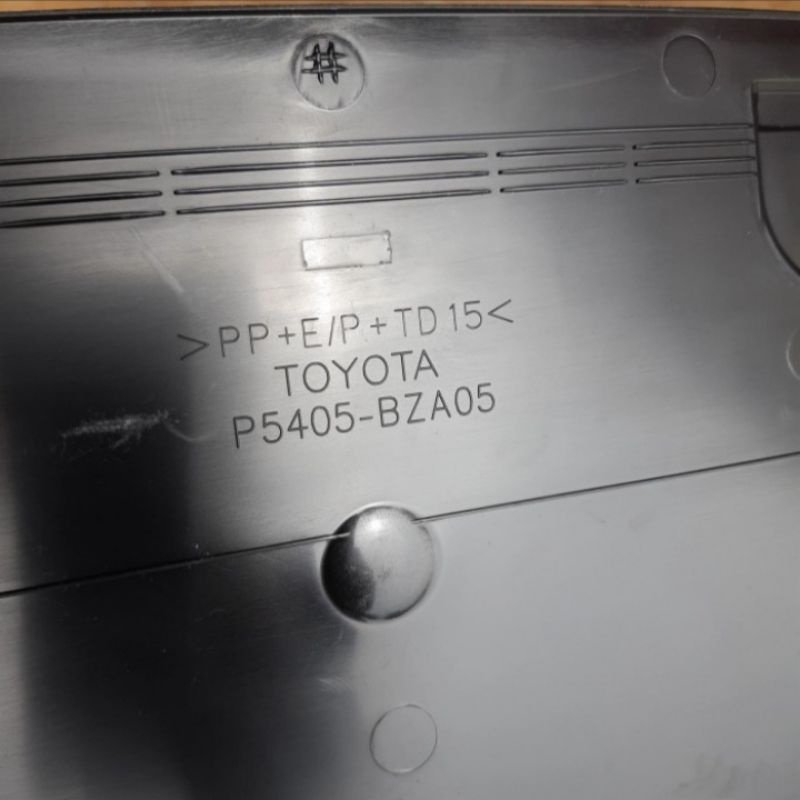 #
>PP+E/P+TD15<
TOYOTA
P5405-BZA05